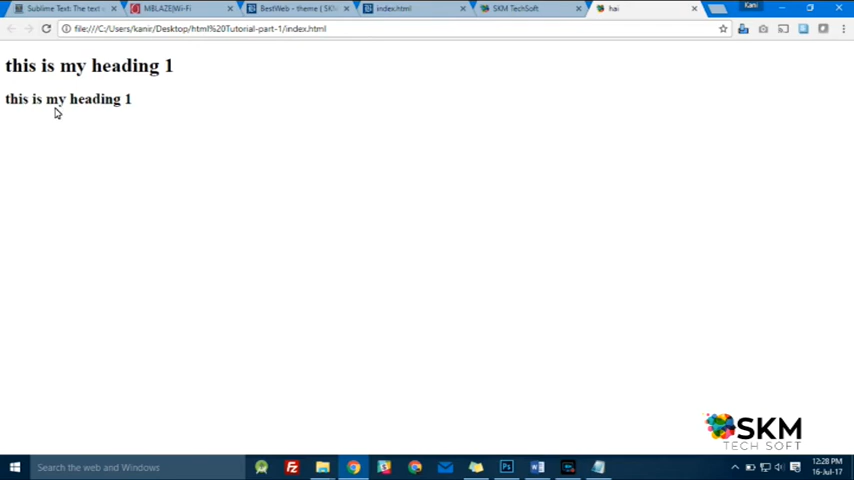 Sublime Text: The text e
MBLAZE|Wi-Fi
BestWeb - theme ( SKM
index.html
SKM TechSoft
hai
Kani
file:///C:/Users/kanir/Desktop/html%20Tutorial-part-1/index.html
this is my heading 1
this is my heading 1
SKM
TECH SOFT
Search the web and Windows
12:28 PM
16-Jul-17